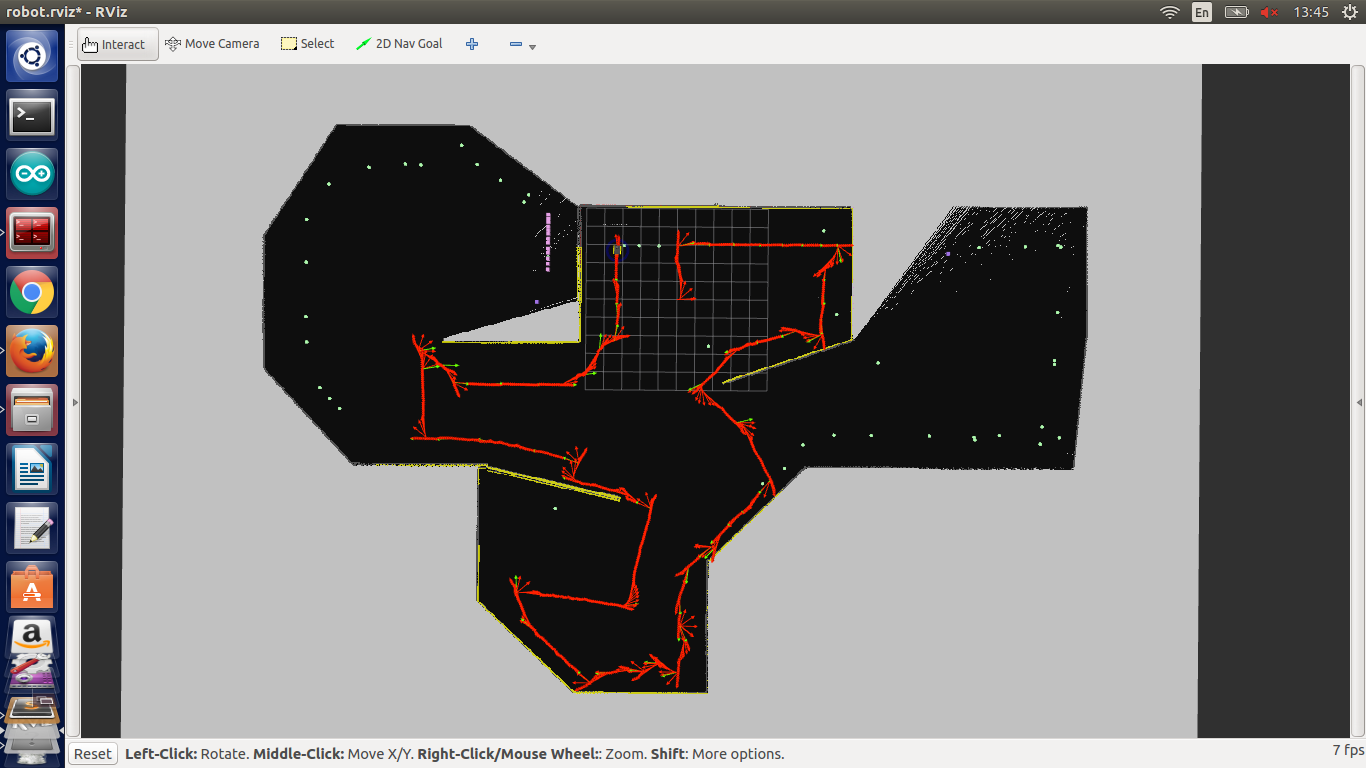 robot.rviz* - RViz
En
13:45
Interact
Move Camera
Select
2D Nav Goal
Reset
Left-Click: Rotate. Middle-Click: Move X/Y. Right-Click/Mouse Wheel:: Zoom. Shift: More options.
7 fps